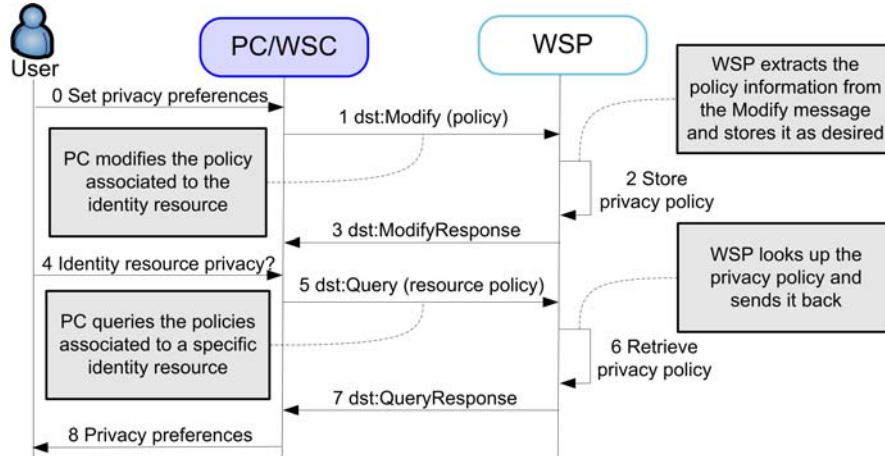 User
PC/WSC
WSP
WSP extracts the
policy information from
the Modify message
and stores it as desired
0 Set privacy preferences
1 dst:Modify (policy)
PC modifies the policy
associated to the
identity resource
2 Store
privacy policy
3 dst:ModifyResponse
4 Identity resource privacy?
WSP looks up the
privacy policy and
sends it back
5 dst:Query (resource policy)
PC queries the policies
associated to a specific
identity resource
6 Retrieve
privacy policy
7 dst:QueryResponse
8 Privacy preferences